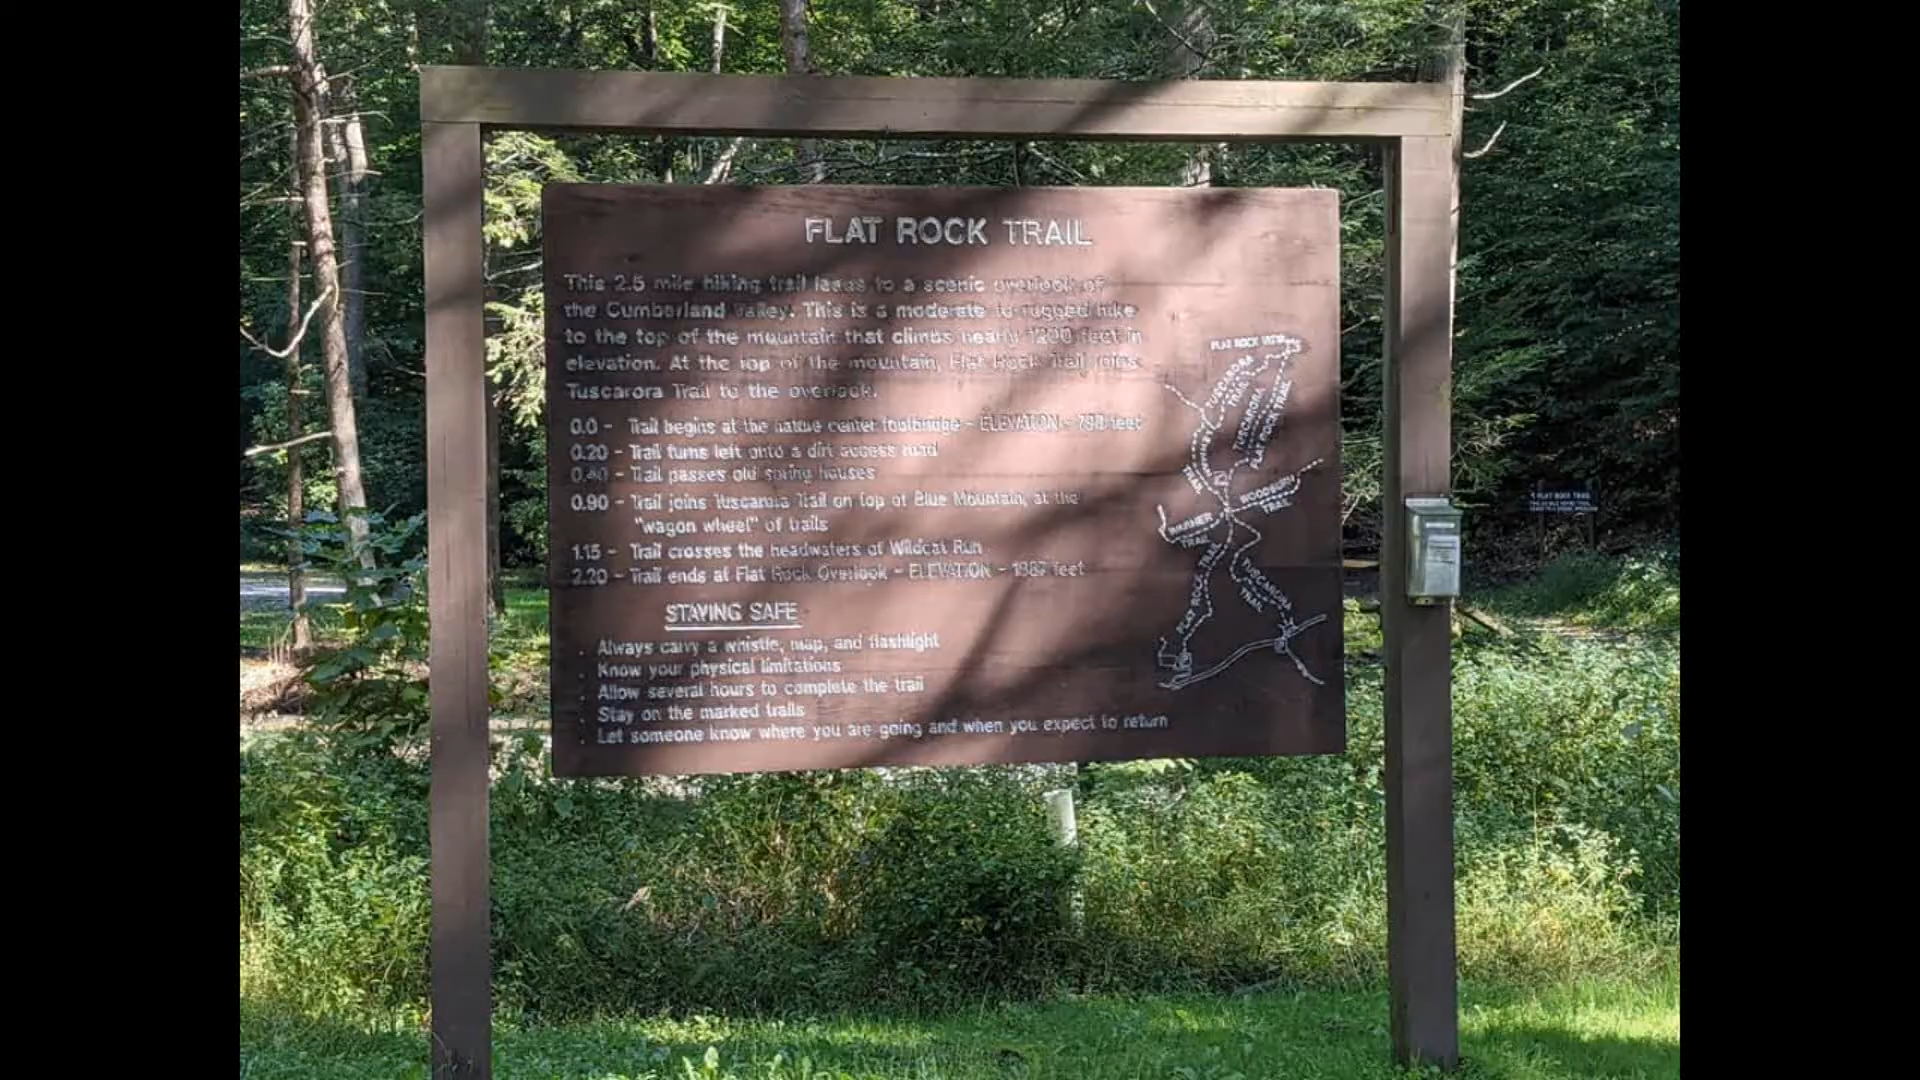 FLAT ROCK TRAIL
This 2.5 mile hiking trail leads to a scenic overlook of
the Cumberland Valley. This is a moderate to rugged hike
to the top of the mountain that climbs nearly 1200 feet in
elevation. At the top of the mountain, Flat Rock Trail joins
Tuscarora Trail to the overlook.
0.0 - Trail begins at the nature center footbridge - ELEVATION - feet
0.20 - Trail turns left onto a dirt access road
0.40 - Trail passes old spring houses
0.90 - Trail joins Tuscarora Trail on top of Blue Mountain, at the
"wagon wheel" of trails
1.15 - Trail crosses the headwaters of Wildcat Run
2.20 - Trail ends at Flat Rock Overlook - ELEVATION - feet
STAYING SAFE
. Always carry a whistle, map, and flashlight
. Know your physical limitations
. Allow several hours to complete the trail
. Stay on the marked trails
. Let someone know where you are going and when you expect to return
FLAT ROCK
TUSCARORA
TRAIL
TUSCARORA
FLAT ROCK TRAIL
TRAIL
WOODBURY
TRAIL
WARNER
TRAIL
FLAT ROCK TRAIL
TUSCARORA
TRAIL
FLAT ROCK TRAIL